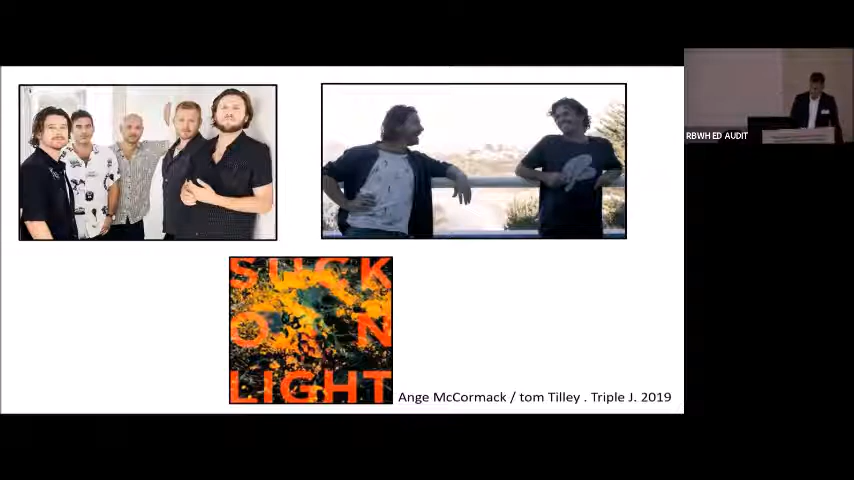 SUCK
ON
LIGHT
Ange McCormack / tom Tilley . Triple J. 2019
RBWH ED AUDIT